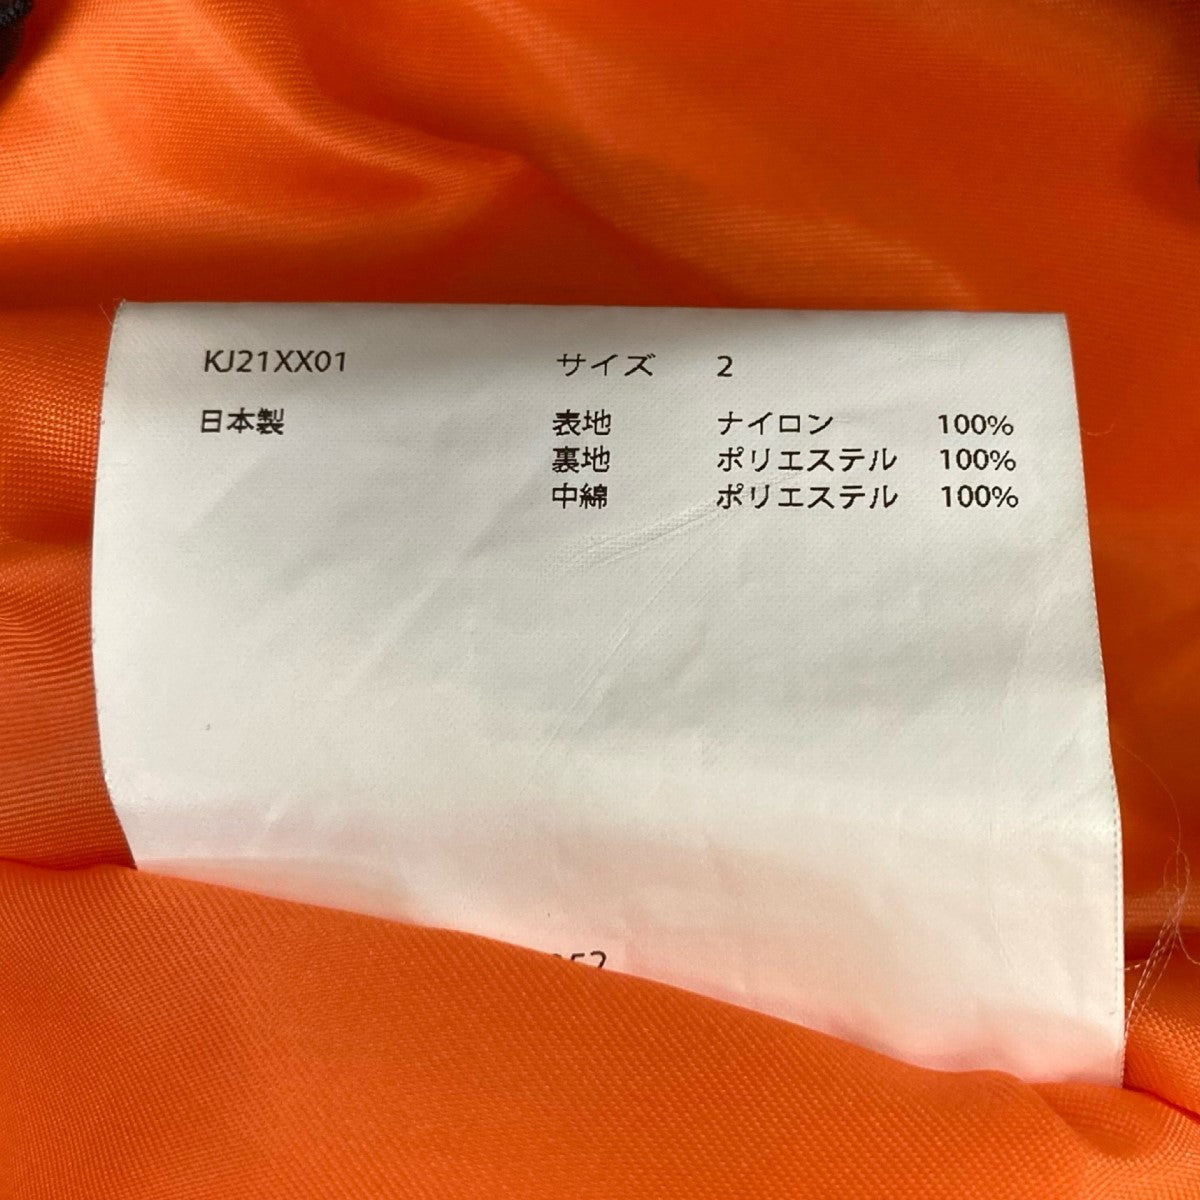 KJ21XX01 サイズ 2
日本製 表地 ナイロン 100%
裏地 ポリエステル 100%
中綿 ポリエステル 100%